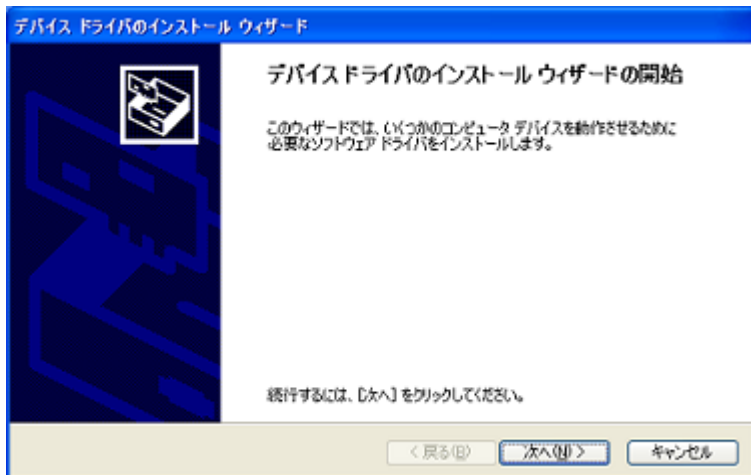 デバイス ドライバのインストール ウィザード
デバイス ドライバのインストール ウィザードの開始
このウィザードでは、いくつかのコンピュータ デバイスを動作させるために
必要なソフトウェア ドライバをインストールします。
続行するには、[次へ] をクリックしてください。
< 戻る(B)
次へ(N) >
キャンセル